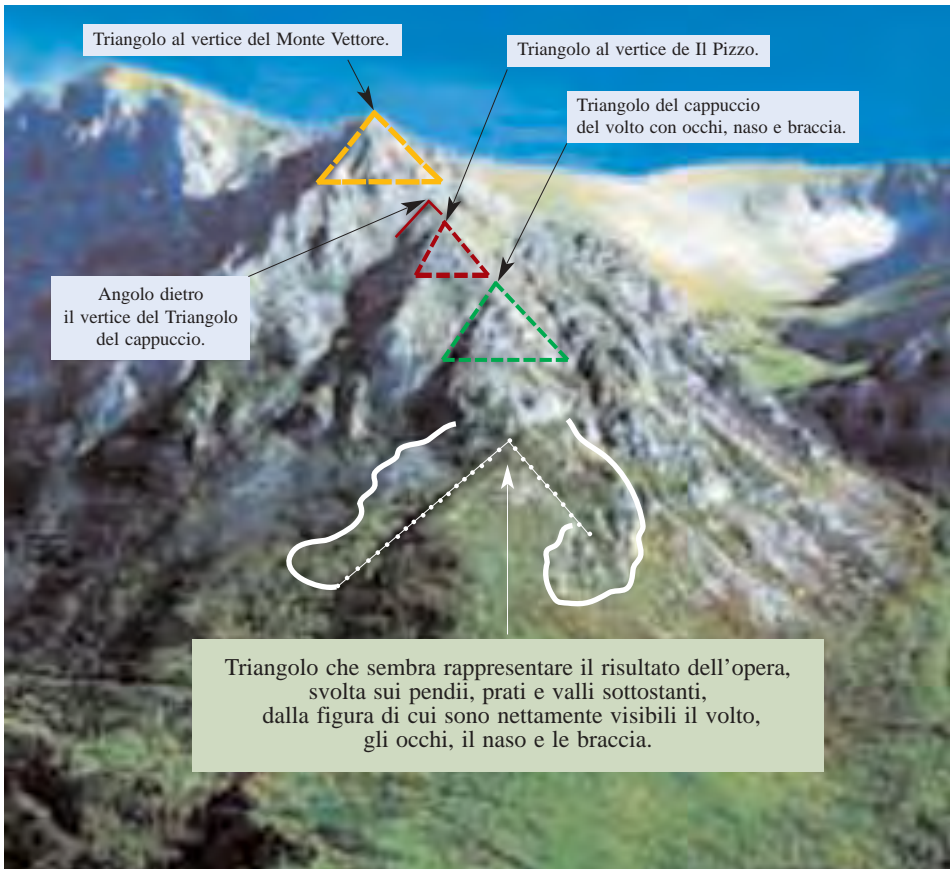 Triangolo al vertice del Monte Vettore.
Triangolo al vertice de Il Pizzo.
Triangolo del cappuccio
del volto con occhi, naso e braccia.
Angolo dietro
il vertice del Triangolo
del cappuccio.
Triangolo che sembra rappresentare il risultato dell'opera,
svolta sui pendii, prati e valli sottostanti,
dalla figura di cui sono nettamente visibili il volto,
gli occhi, il naso e le braccia.